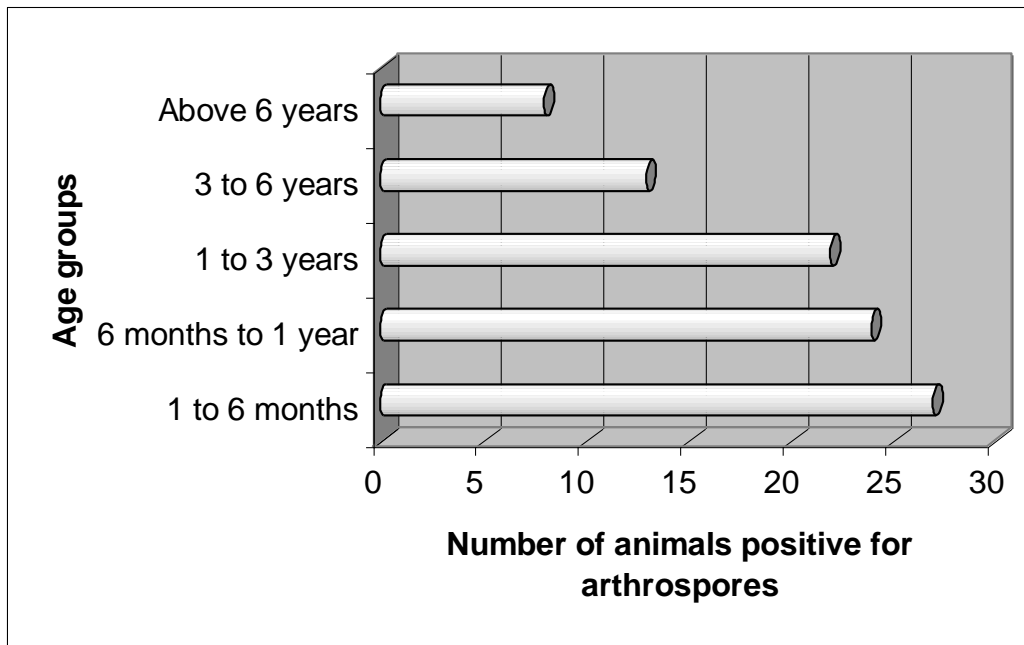 Above 6 years
3 to 6 years
1 to 3 years
6 months to 1 year
1 to 6 months
Age groups
0 5 10 15 20 25 30
Number of animals positive for
arthrospores